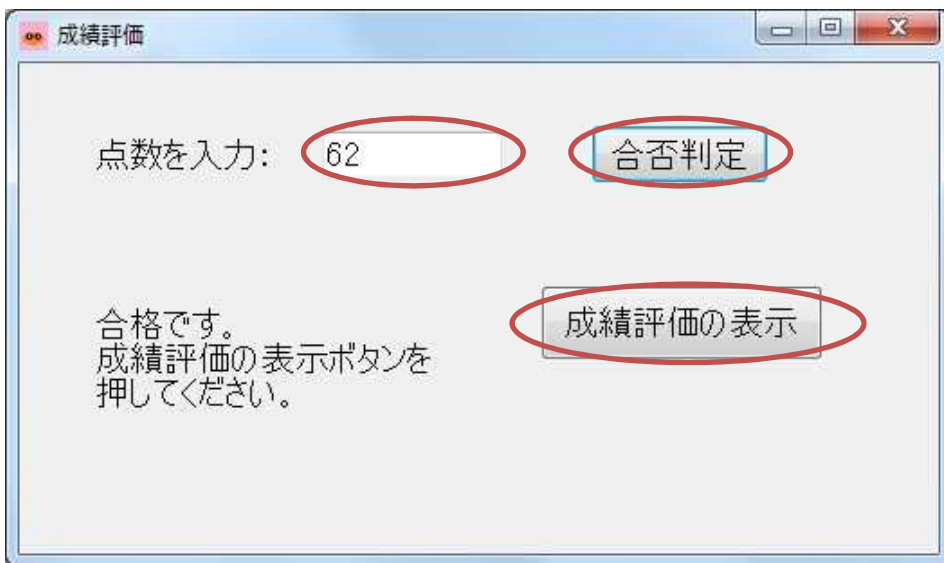 成績評価
点数を入力: 62 合否判定
合格です。
成績評価の表示ボタンを
押してください。
成績評価の表示